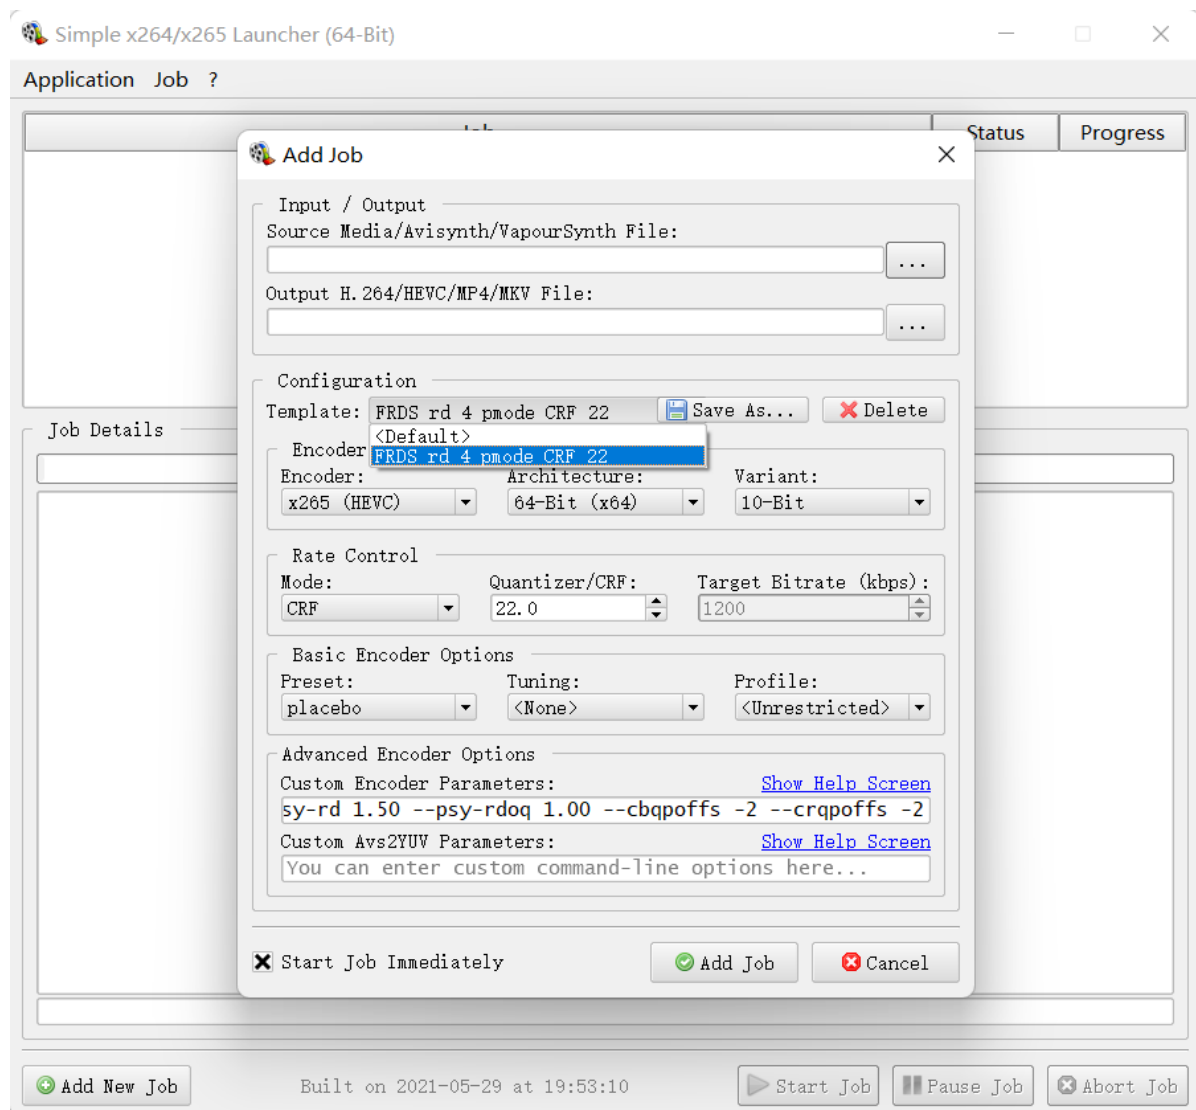 Simple x264/x265 Launcher (64-Bit)
Application Job ?
Status Progress
Add Job
Input / Output
Source Media/Avisynth/VapourSynth File:
...
Output H.264/HEVC/MP4/MKV File:
...
Configuration
Template: FRDS rd 4 pmode CRF 22 Save As... Delete
<Default>
FRDS rd 4 pmode CRF 22
Job Details
Encoder
Encoder: Architecture: Variant:
x265 (HEVC) 64-Bit (x64) 10-Bit
Rate Control
Mode: Quantizer/CRF: Target Bitrate (kbps):
CRF 22.0 1200
Basic Encoder Options
Preset: Tuning: Profile:
placebo <None> <Unrestricted>
Advanced Encoder Options
Custom Encoder Parameters: Show Help Screen
sy-rd 1.50 --psy-rdoq 1.00 --cbqpoffs -2 --crqpoffs -2
Custom Avs2YUV Parameters: Show Help Screen
You can enter custom command-line options here...
Start Job Immediately Add Job Cancel
Add New Job Built on 2021-05-29 at 19:53:10 Start Job Pause Job Abort Job